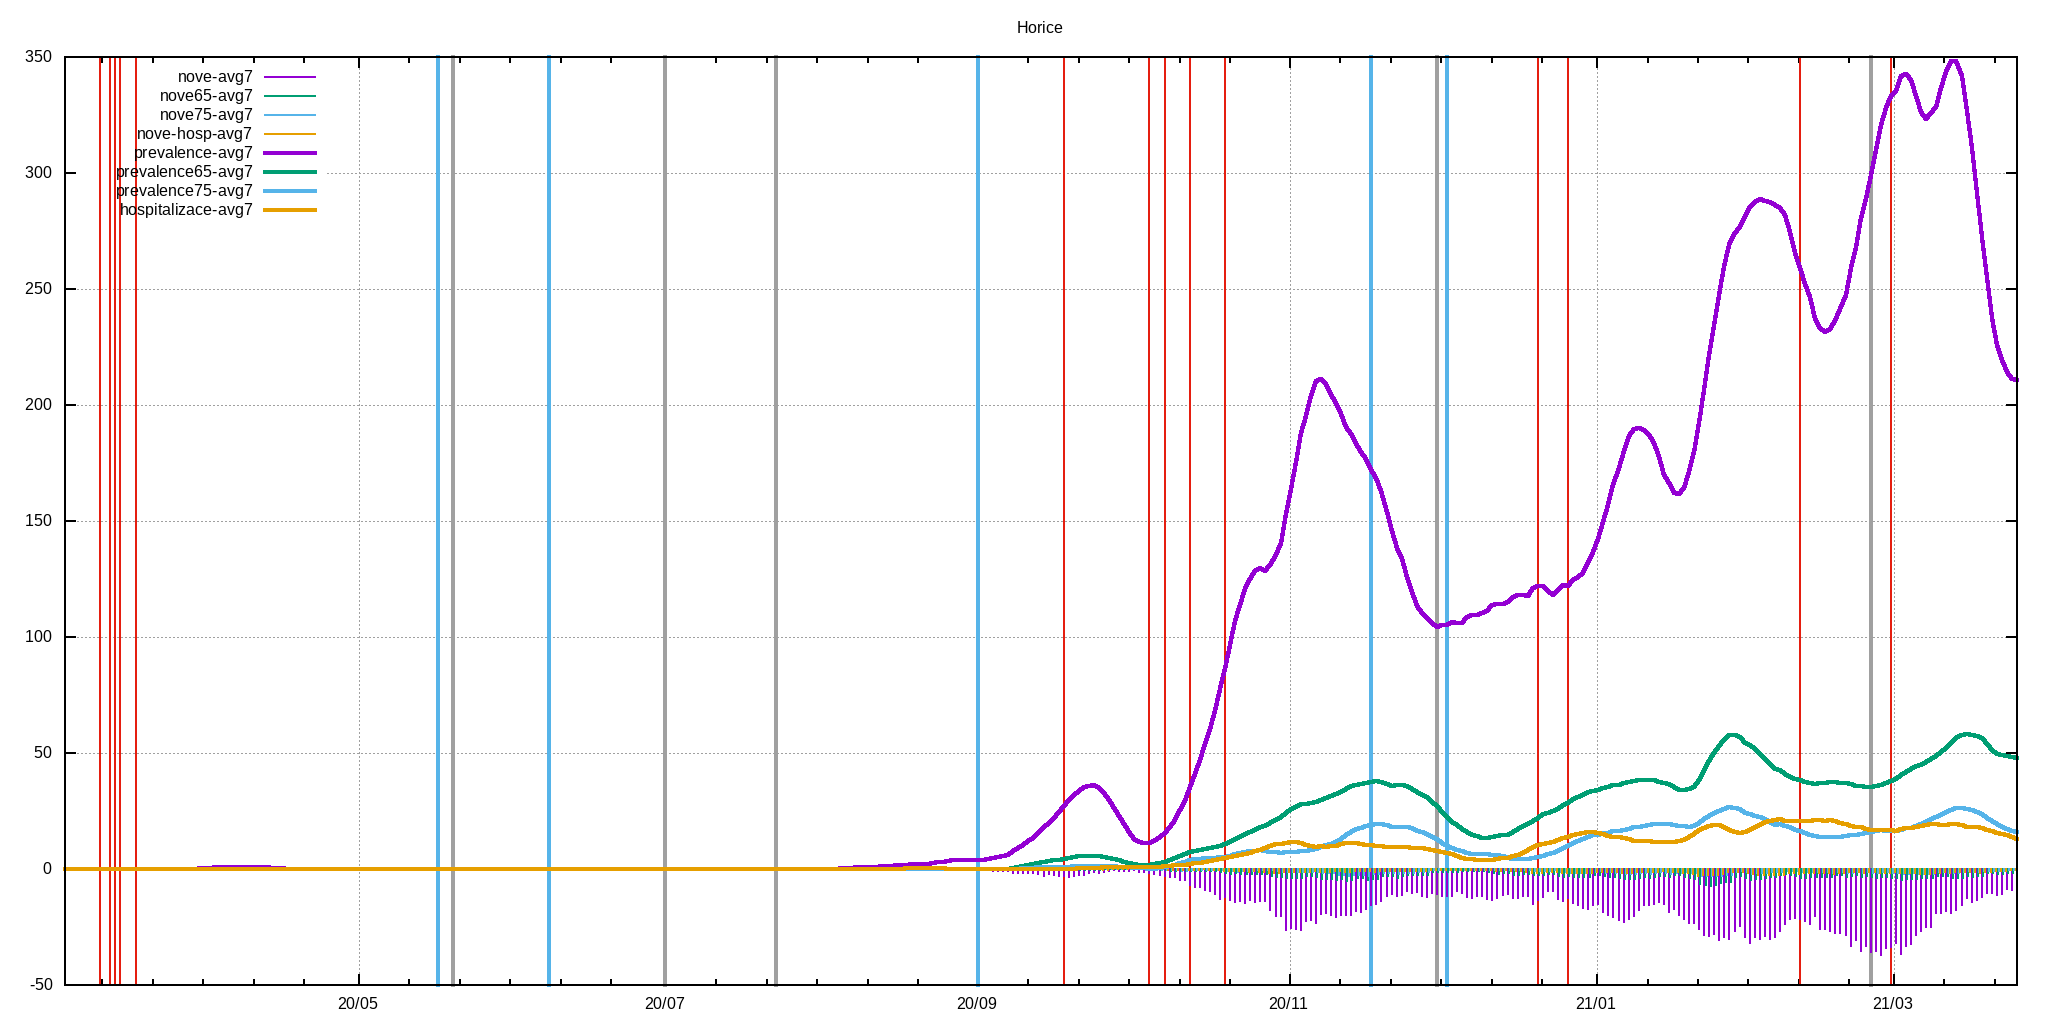 Horice
350
300
250
200
150
100
50
0
-50
nove-avg7
nove65-avg7
nove75-avg7
nove-hosp-avg7
prevalence-avg7
prevalence65-avg7
prevalence75-avg7
hospitalizace-avg7
20/05 20/07 20/09 20/11 21/01 21/03